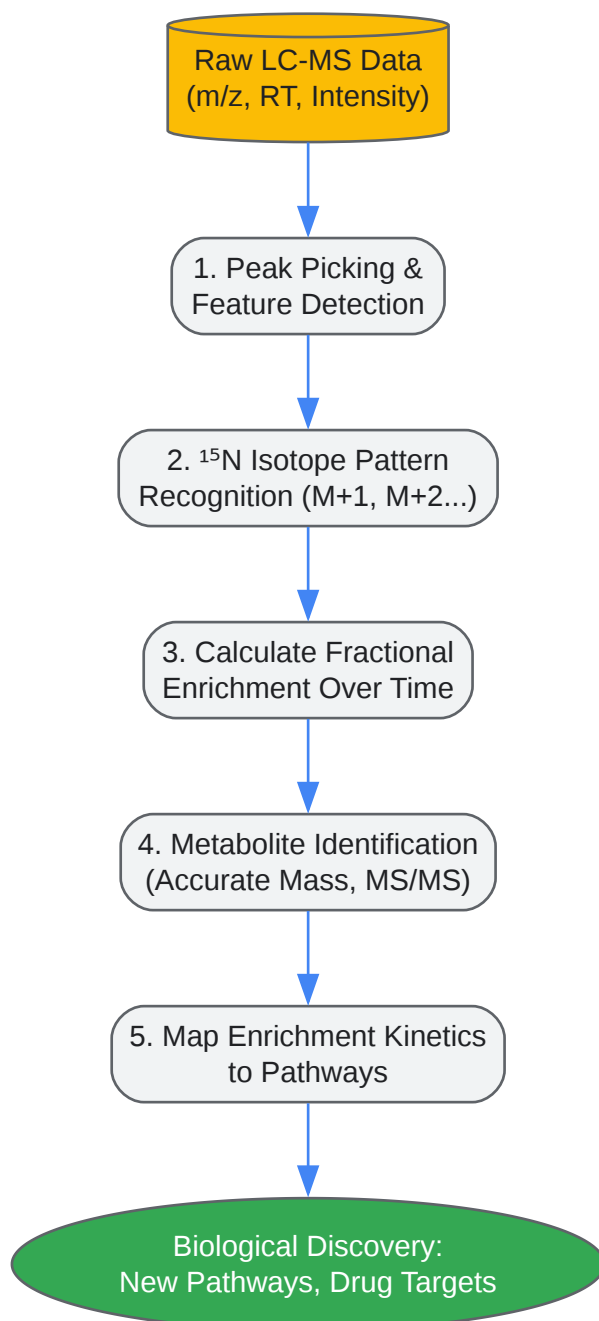 Raw LC-MS Data
(m/z, RT, Intensity)
1. Peak Picking &
Feature Detection
2. ¹⁵N Isotope Pattern
Recognition (M+1, M+2...)
3. Calculate Fractional
Enrichment Over Time
4. Metabolite Identification
(Accurate Mass, MS/MS)
5. Map Enrichment Kinetics
to Pathways
Biological Discovery:
New Pathways, Drug Targets